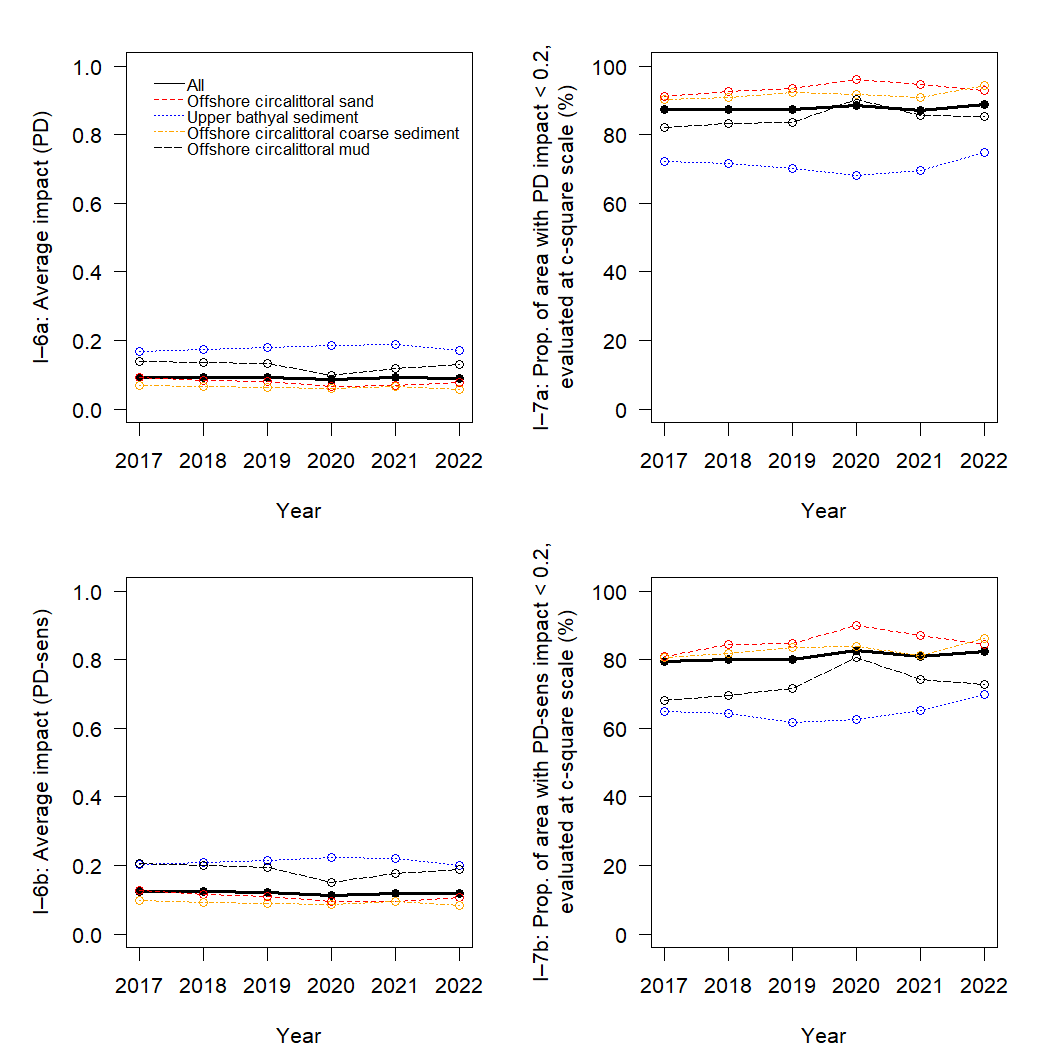 I−6a: Average impact (PD)
1.0
0.8
0.6
0.4
0.2
0.0
All
Offshore circalittoral sand
Upper bathyal sediment
Offshore circalittoral coarse sediment
Offshore circalittoral mud
2017 2018 2019 2020 2021 2022
Year
I−7a: Prop. of area with PD impact < 0.2,
evaluated at c-square scale (%)
100
80
60
40
20
0
2017 2018 2019 2020 2021 2022
Year
I−6b: Average impact (PD-sens)
1.0
0.8
0.6
0.4
0.2
0.0
2017 2018 2019 2020 2021 2022
Year
I−7b: Prop. of area with PD-sens impact < 0.2,
evaluated at c-square scale (%)
100
80
60
40
20
0
2017 2018 2019 2020 2021 2022
Year